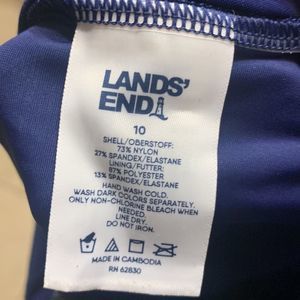 LANDS'
END
10
SHELL/OBERSTOFF:
73% NYLON
27% SPANDEX/ELASTANE
LINING/FUTTER:
87% POLYESTER
13% SPANDEX/ELASTANE
HAND WASH COLD.
WASH DARK COLORS SEPARATELY.
ONLY NON-CHLORINE BLEACH WHEN
NEEDED.
LINE DRY.
DO NOT IRON.
MADE IN CAMBODIA
RN 62830